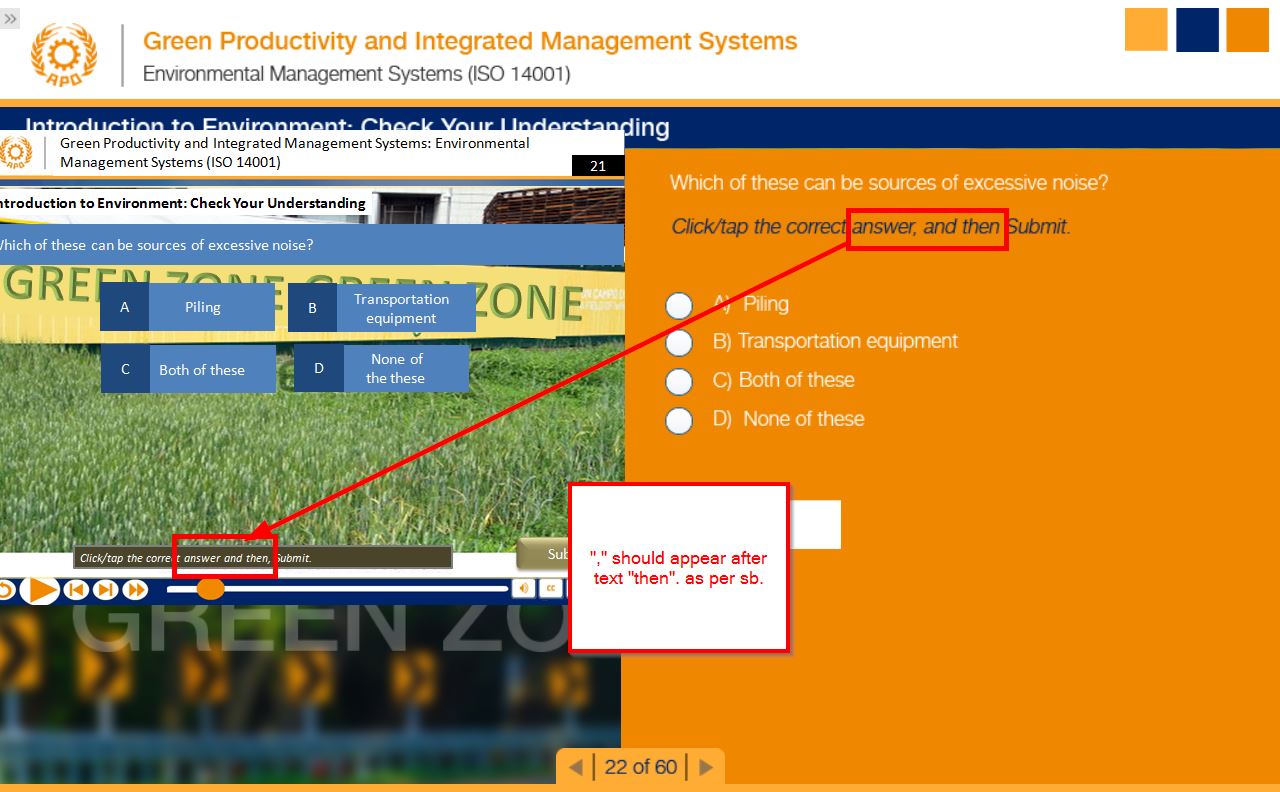 »
APO
Green Productivity and Integrated Management Systems
Environmental Management Systems (ISO 14001)
Introduction to Environment: Check Your Understanding
APO
Green Productivity and Integrated Management Systems: Environmental
Management Systems (ISO 14001)
21
ntroduction to Environment: Check Your Understanding
Which of these can be sources of excessive noise?
GREEN ZONE GREEN ZONE
A
Piling
B
Transportation
equipment
C
Both of these
D
None of
the these
Click/tap the correct answer and then, Submit.
Sub
CC
GREEN ZO
Which of these can be sources of excessive noise?
Click/tap the correct answer, and then Submit.
A) Piling
B) Transportation equipment
C) Both of these
D) None of these
"," should appear after
text "then". as per sb.
22 of 60